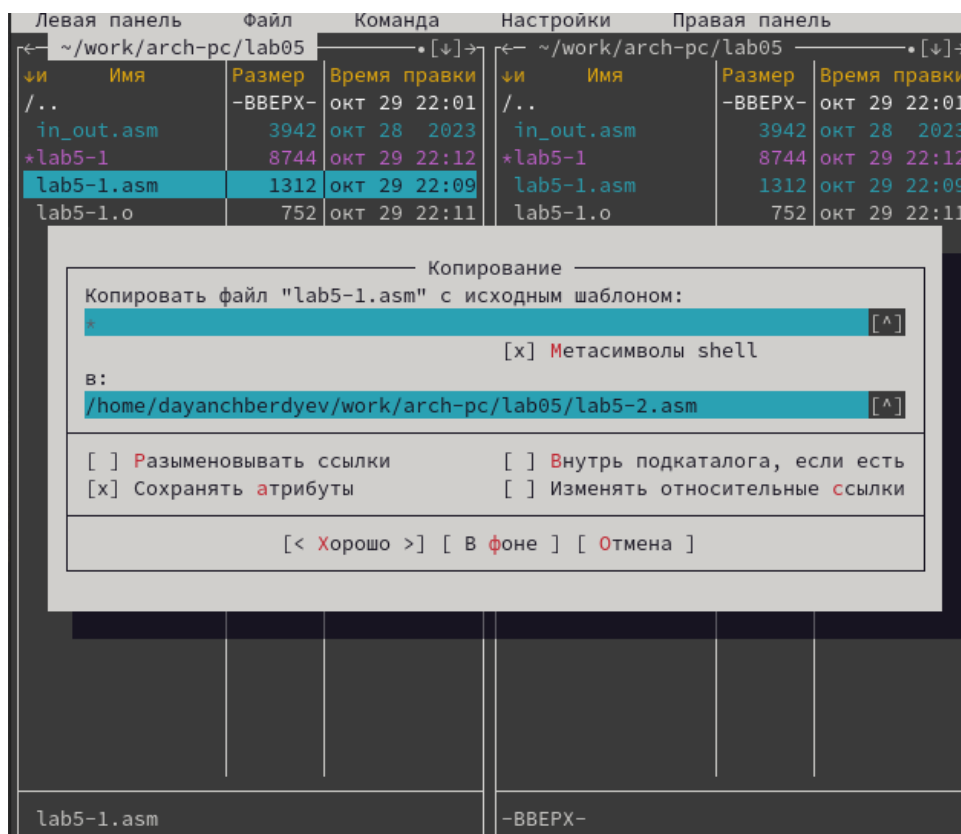 Левая панель Файл Команда Настройки Правая панель
←─ ~/work/arch-pc/lab05 ─•[↓]→ ←─ ~/work/arch-pc/lab05 ─•[↓]→
↓и Имя Размер Время правки ↓и Имя Размер Время правки
/.. -ВВЕРХ- окт 29 22:01 /.. -ВВЕРХ- окт 29 22:01
in_out.asm 3942 окт 28 2023 in_out.asm 3942 окт 28 2023
*lab5-1 8744 окт 29 22:12 *lab5-1 8744 окт 29 22:12
lab5-1.asm 1312 окт 29 22:09 lab5-1.asm 1312 окт 29 22:09
lab5-1.o 752 окт 29 22:11 lab5-1.o 752 окт 29 22:11
Копирование
Копировать файл "lab5-1.asm" с исходным шаблоном:
* [^]
[x] Метасимволы shell
в:
/home/dayanchberdyev/work/arch-pc/lab05/lab5-2.asm [^]
[ ] Разыменовывать ссылки [ ] Внутрь подкаталога, если есть
[x] Сохранять атрибуты [ ] Изменять относительные ссылки
[< Хорошо >] [ В фоне ] [ Отмена ]
lab5-1.asm -ВВЕРХ-